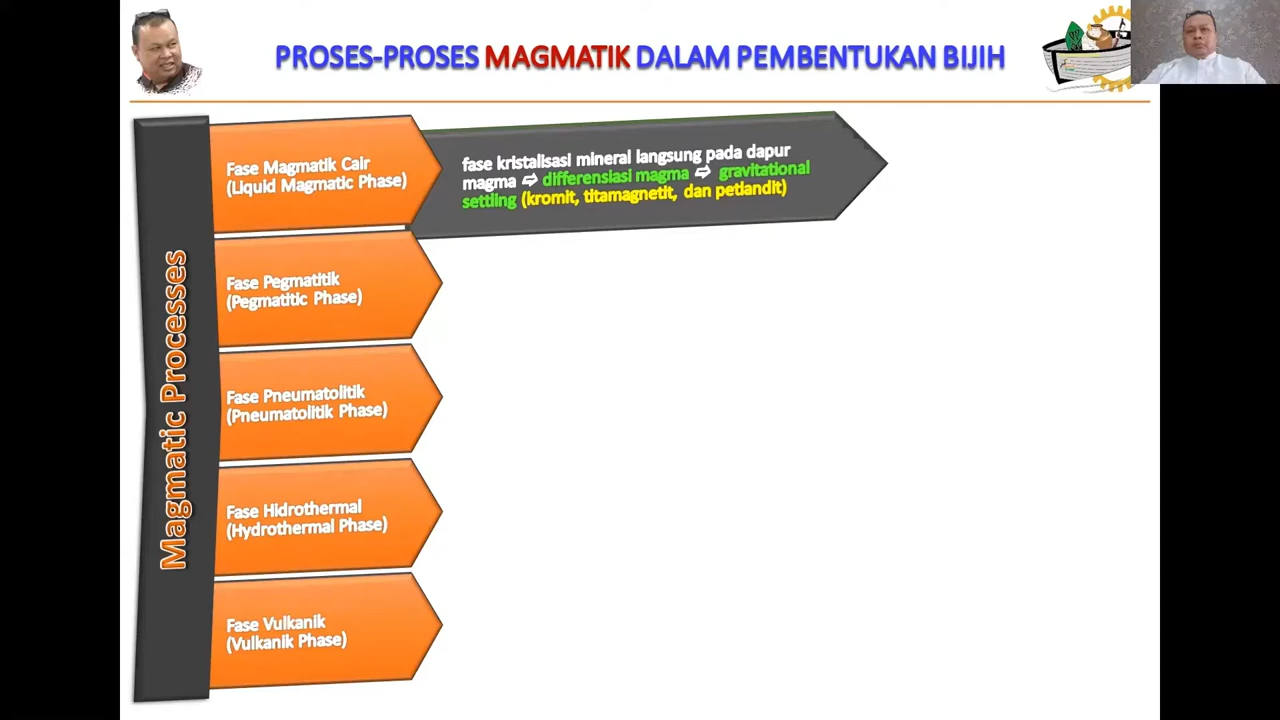 PROSES-PROSES MAGMATIK DALAM PEMBENTUKAN BIJIH
Magmatic Processes
Fase Magmatik Cair
(Liquid Magmatic Phase)
fase kristalisasi mineral langsung pada dapur
magma ⇨ differensiasi magma ⇨ gravitational
settling (kromit, titamagnetit, dan petlandit)
Fase Pegmatitik
(Pegmatitic Phase)
Fase Pneumatolitik
(Pneumatolitik Phase)
Fase Hidrothermal
(Hydrothermal Phase)
Fase Vulkanik
(Vulkanik Phase)